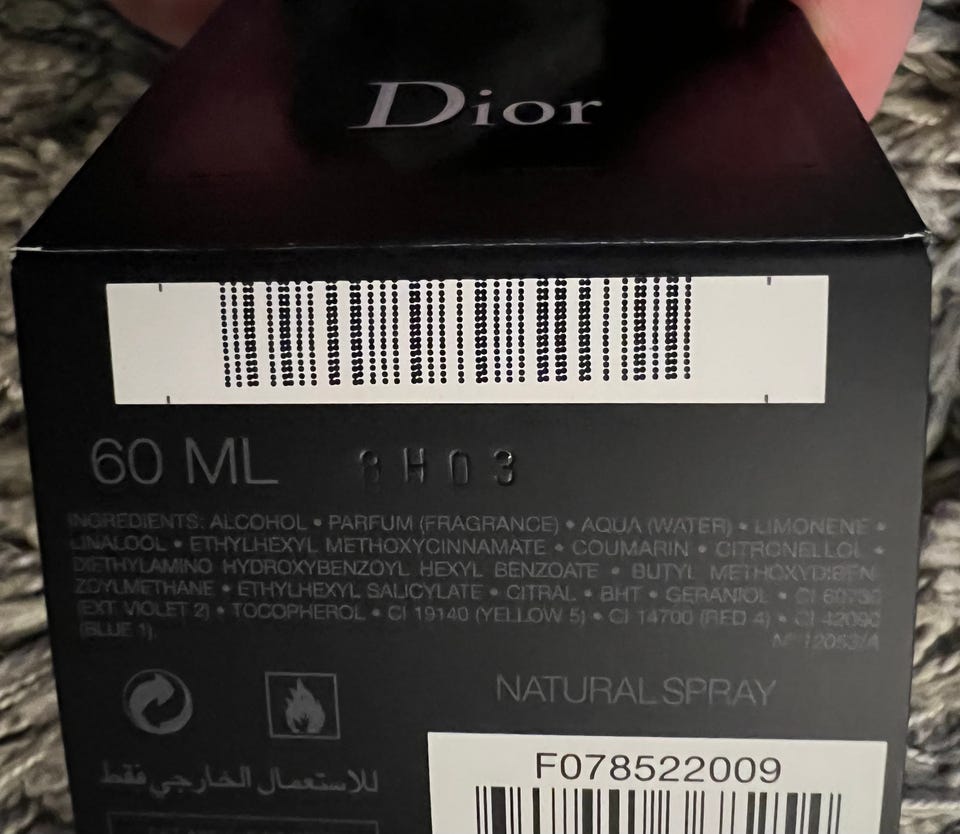 Dior
60 ML 8H03
INGREDIENTS: ALCOHOL • PARFUM (FRAGRANCE) • AQUA (WATER) • LIMONENE •
LINALOOL • ETHYLHEXYL METHOXYCINNAMATE • COUMARIN • CITRONELLOL •
DIETHYLAMINO HYDROXYBENZOYL HEXYL BENZOATE • BUTYL METHOXYDIBEN-
ZOYLMETHANE • ETHYLHEXYL SALICYLATE • CITRAL • BHT • GERANIOL • CI 60730
(EXT. VIOLET 2) • TOCOPHEROL • CI 19140 (YELLOW 5) • CI 14700 (RED 4) • CI 42090
(BLUE 1).
N° 12053/A
NATURAL SPRAY
للاستعمال الخارجي فقط
F078522009